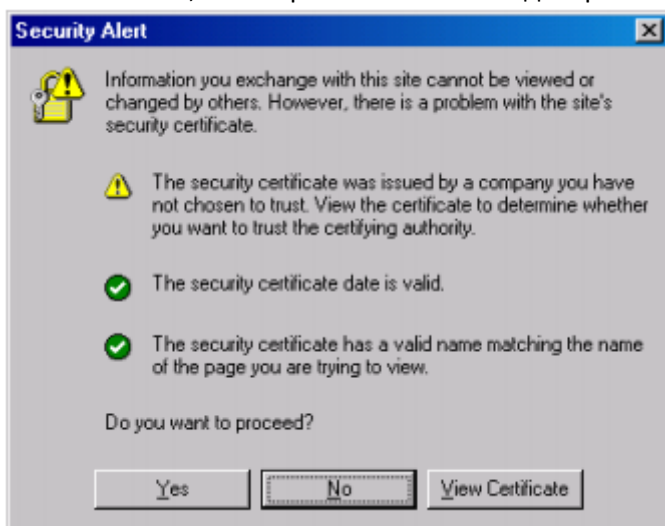 Security Alert
Information you exchange with this site cannot be viewed or
changed by others. However, there is a problem with the site's
security certificate.
The security certificate was issued by a company you have
not chosen to trust. View the certificate to determine whether
you want to trust the certifying authority.
The security certificate date is valid.
The security certificate has a valid name matching the name
of the page you are trying to view.
Do you want to proceed?
Yes
No
View Certificate